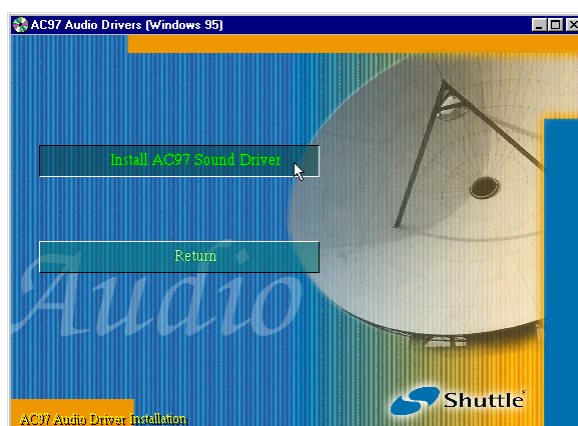 AC97 Audio Drivers (Windows 95)
Install AC97 Sound Driver
Return
Audio
Shuttle®
AC97 Audio Driver Installation